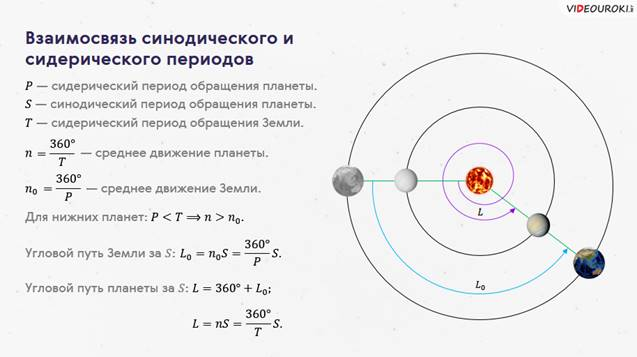 VIDEOUROKI
Взаимосвязь синодического и
сидерического периодов
P — сидерический период обращения планеты.
S — синодический период обращения планеты.
T — сидерический период обращения Земли.
n = 360°/T — среднее движение планеты.
n₀ = 360°/P — среднее движение Земли.
Для нижних планет: P < T ⟹ n > n₀.
Угловой путь Земли за S: L₀ = n₀S = 360°/P S.
Угловой путь планеты за S: L = 360° + L₀;
L = nS = 360°/T S.
L
L₀